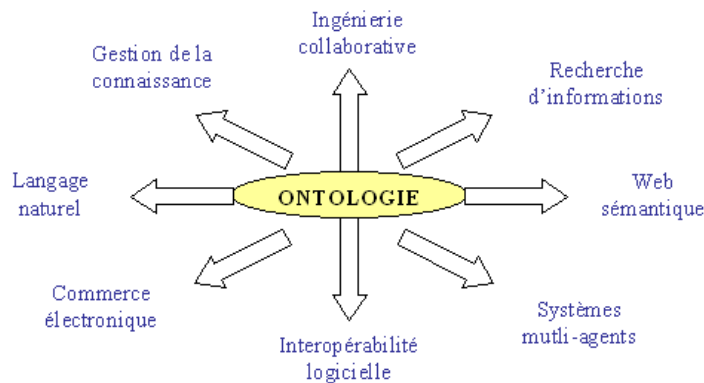 Ingénierie
collaborative
Gestion de la
connaissance
Recherche
d'informations
Langage
naturel
ONTOLOGIE
Web
sémantique
Commerce
électronique
Systèmes
mutli-agents
Interopérabilité
logicielle